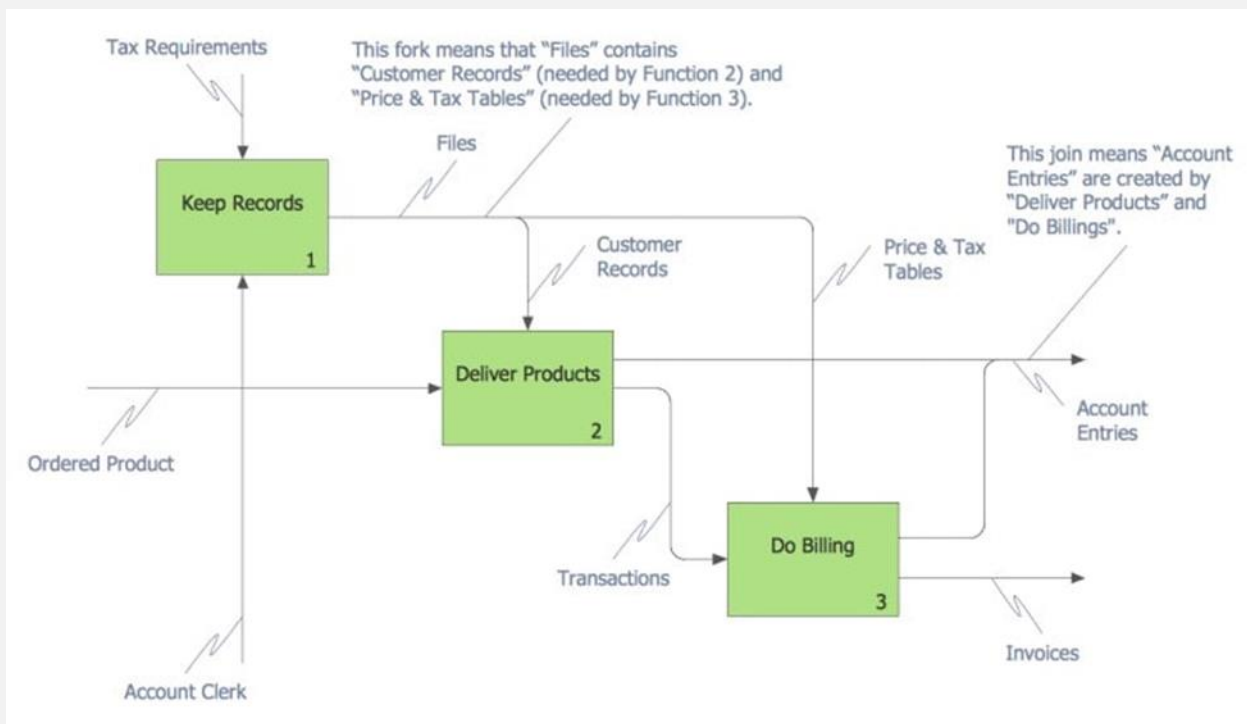 Tax Requirements
This fork means that “Files” contains
“Customer Records” (needed by Function 2) and
“Price & Tax Tables” (needed by Function 3).
Files
Keep Records
1
This join means “Account
Entries” are created by
“Deliver Products” and
"Do Billings".
Customer
Records
Price & Tax
Tables
Deliver Products
2
Account
Entries
Ordered Product
Transactions
Do Billing
3
Invoices
Account Clerk